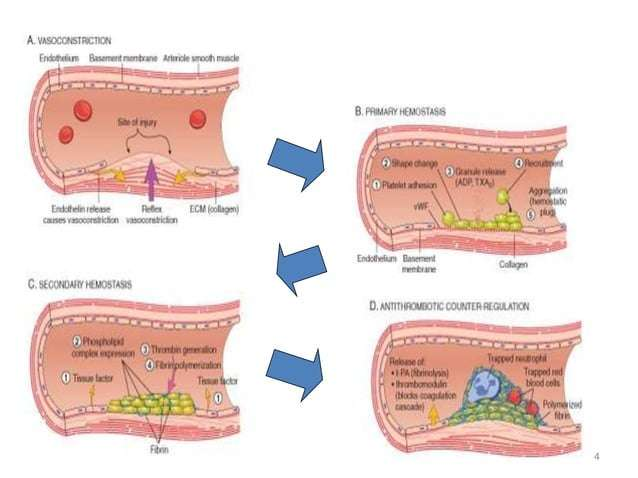 A. VASOCONSTRICTION
Endothelium Basement membrane Arteriole smooth muscle
Site of injury
Endothelin release
causes vasoconstriction
Reflex
vasoconstriction
ECM (collagen)
B. PRIMARY HEMOSTASIS
2 Shape change
3 Granule release
(ADP, TXA2)
4 Recruitment
1 Platelet adhesion
vWF
Aggregation
(hemostatic
plug)
5
Endothelium
Basement
membrane
Collagen
C. SECONDARY HEMOSTASIS
2 Phospholipid
complex expression
3 Thrombin generation
4 Fibrin polymerization
1 Tissue factor
Tissue factor
1
Fibrin
D. ANTITHROMBOTIC COUNTER-REGULATION
Release of:
• t-PA (fibrinolysis)
• thrombomodulin
(blocks coagulation
cascade)
Trapped neutrophil
Trapped red
blood cells
Polymerized
fibrin
4